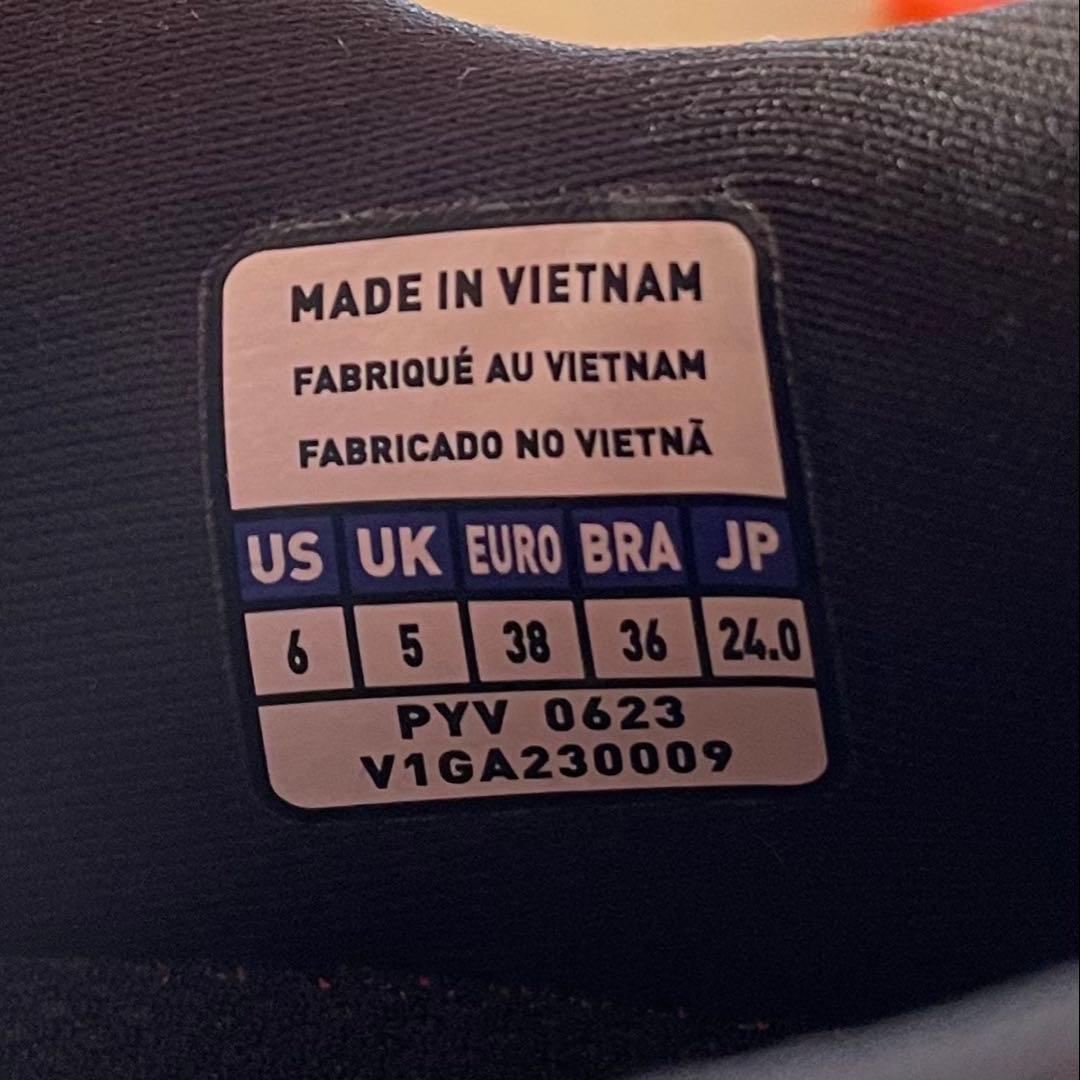 MADE IN VIETNAM
FABRIQUÉ AU VIETNAM
FABRICADO NO VIETNÃ
US UK EURO BRA JP
6 5 38 36 24.0
PYV 0623
V1GA230009